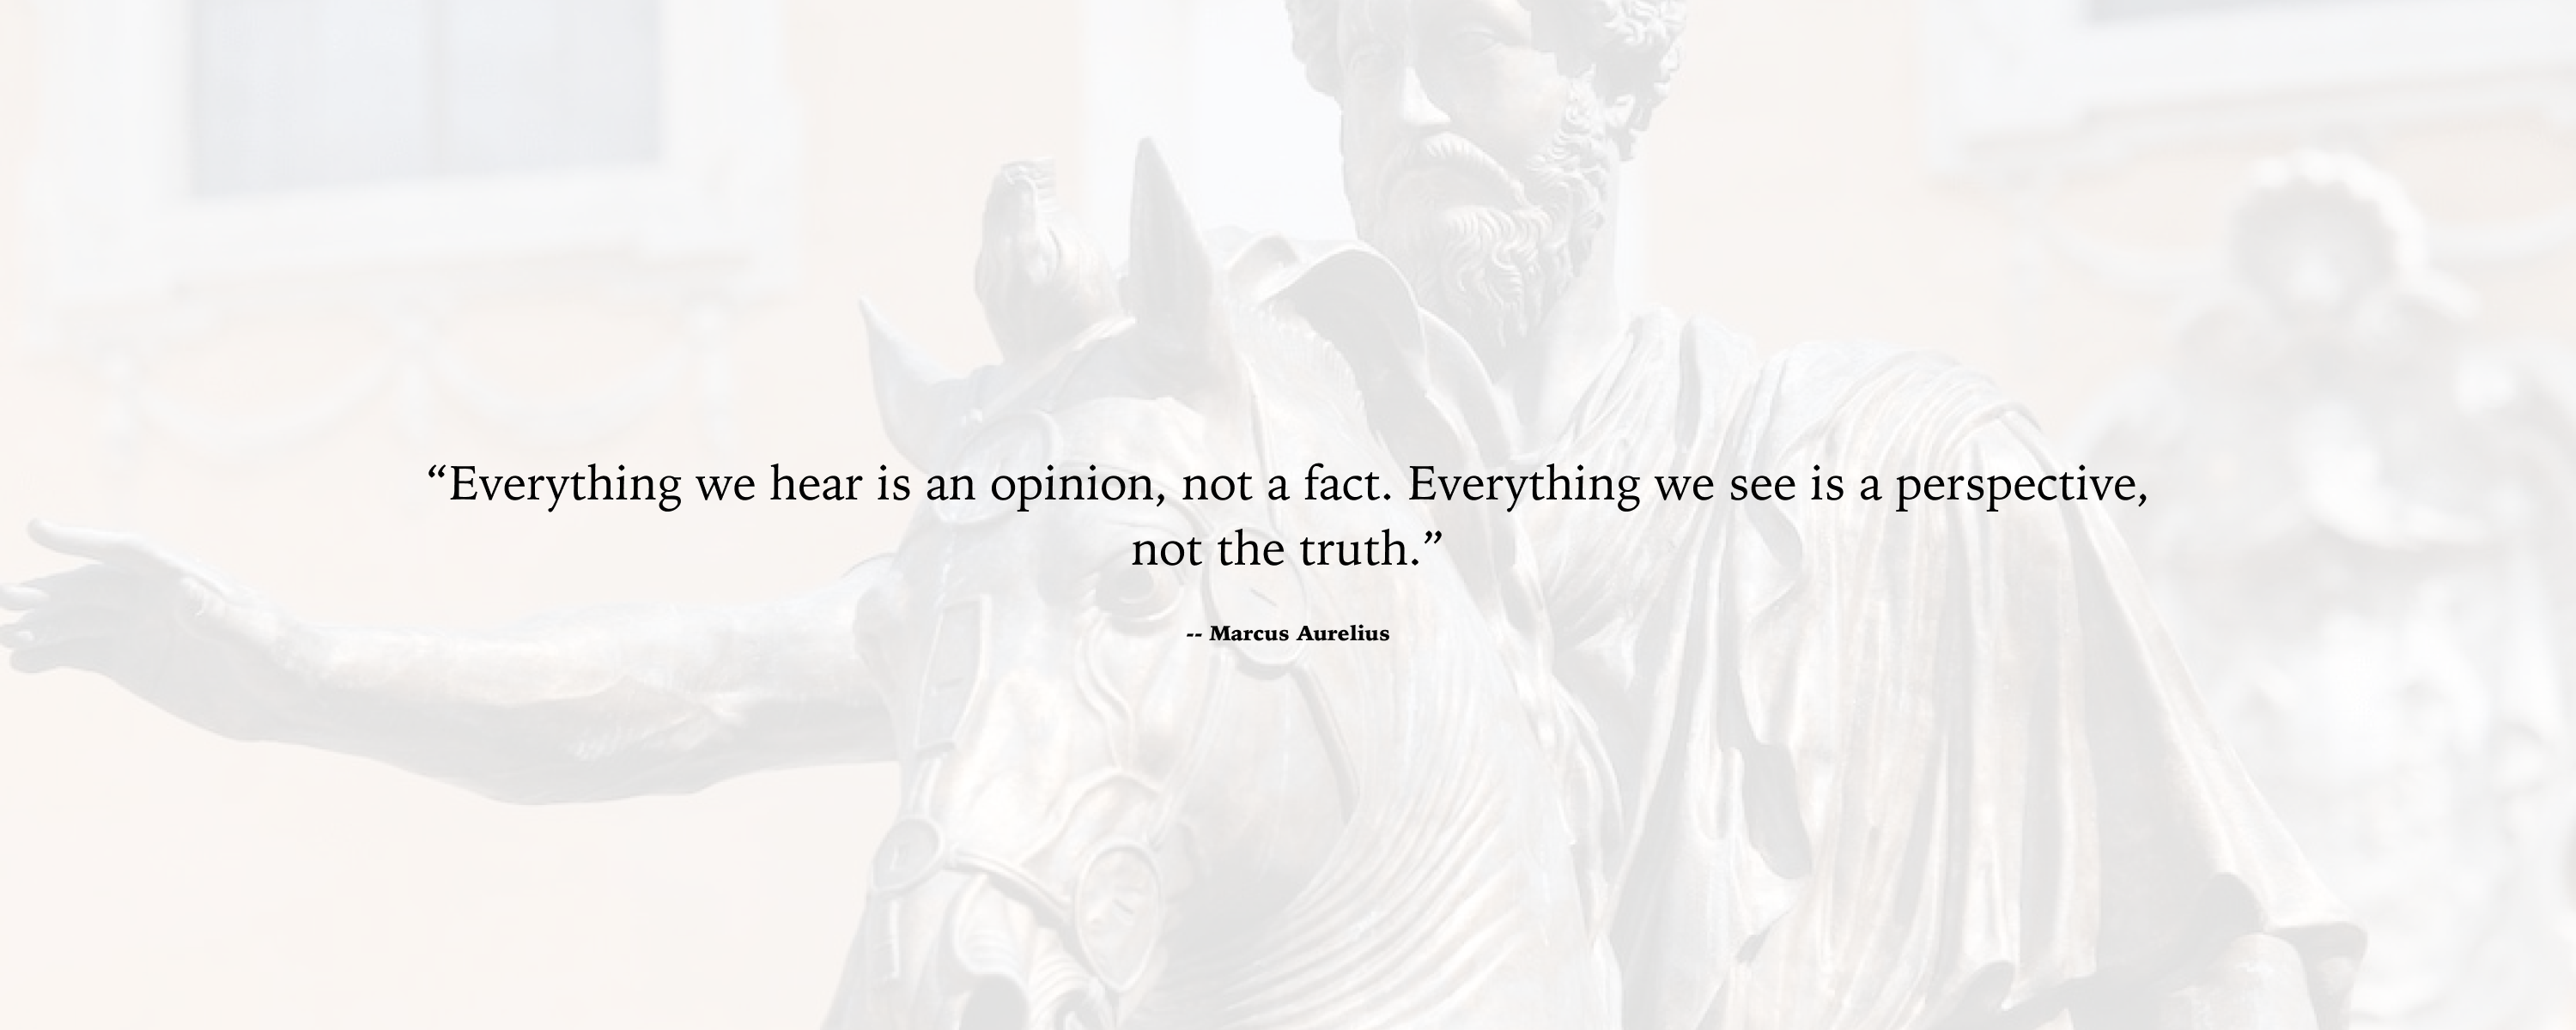 “Everything we hear is an opinion, not a fact. Everything we see is a perspective,
not the truth.”
-- Marcus Aurelius